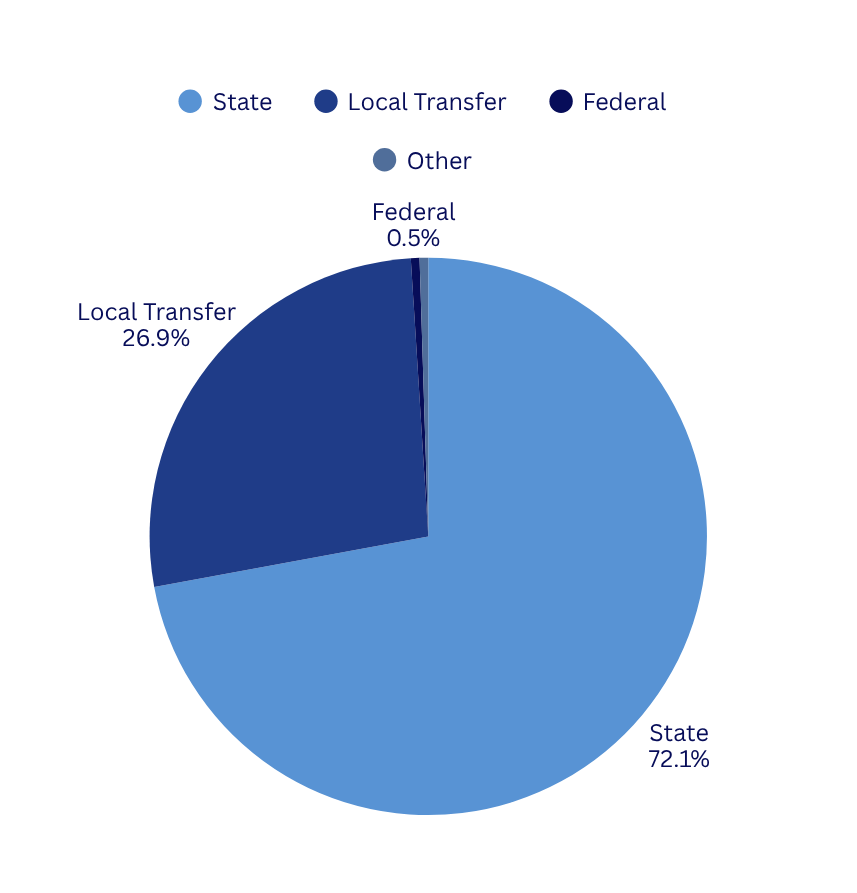 State Local Transfer Federal
Other
Federal
0.5%
Local Transfer
26.9%
State
72.1%